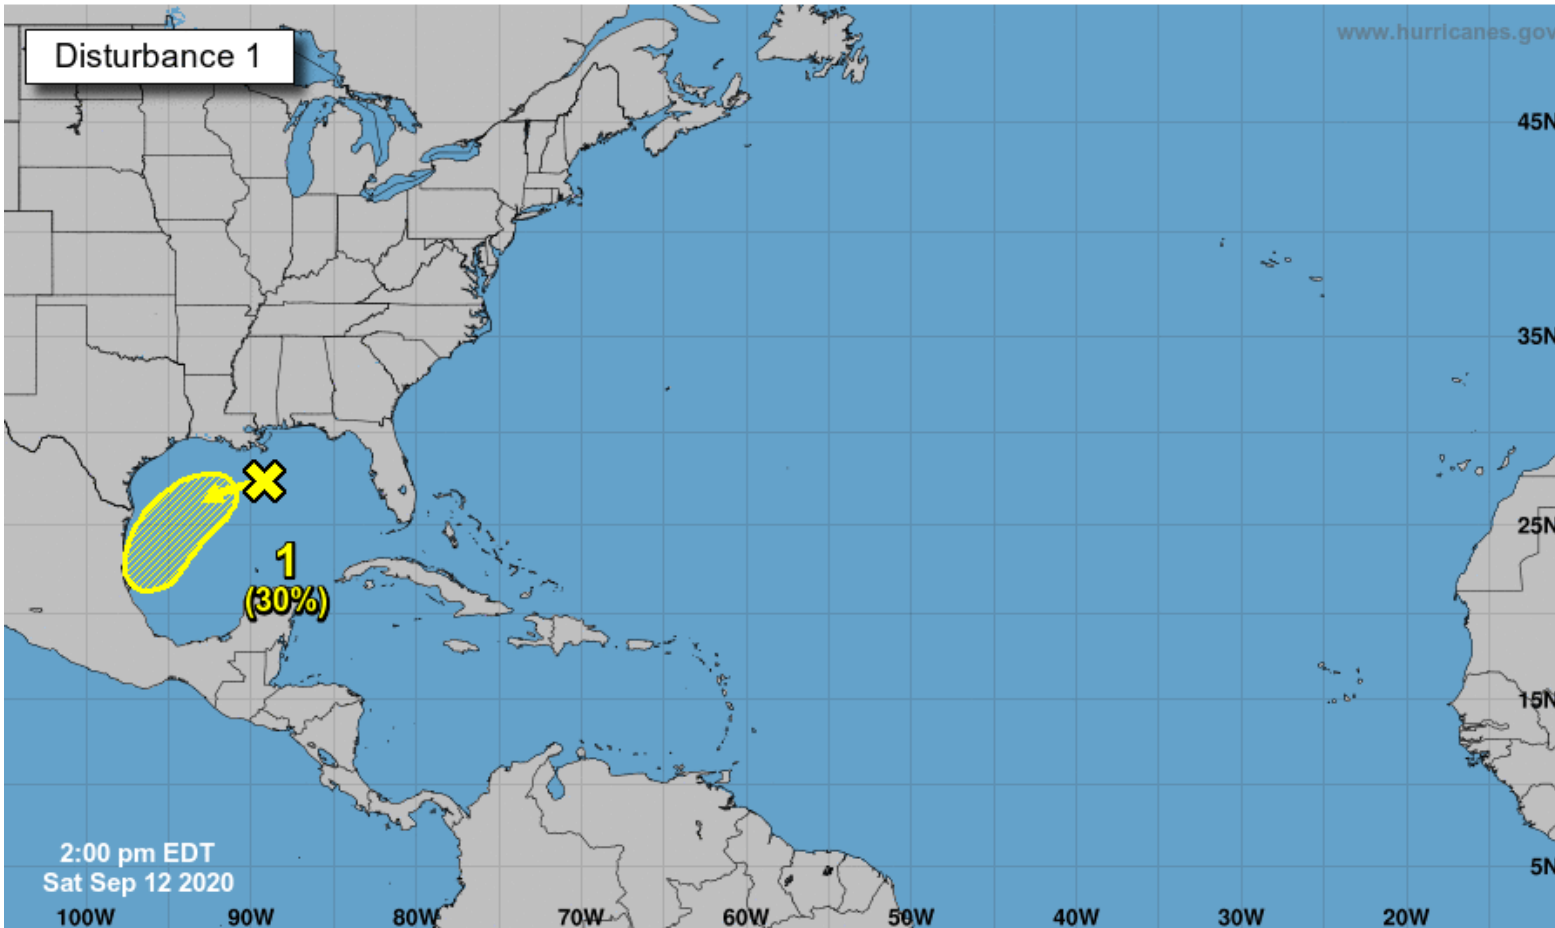 Disturbance 1
www.hurricanes.gov
45N
35N
25N
1
(30%)
15N
2:00 pm EDT
Sat Sep 12 2020
5N
100W 90W 80W 70W 60W 50W 40W 30W 20W